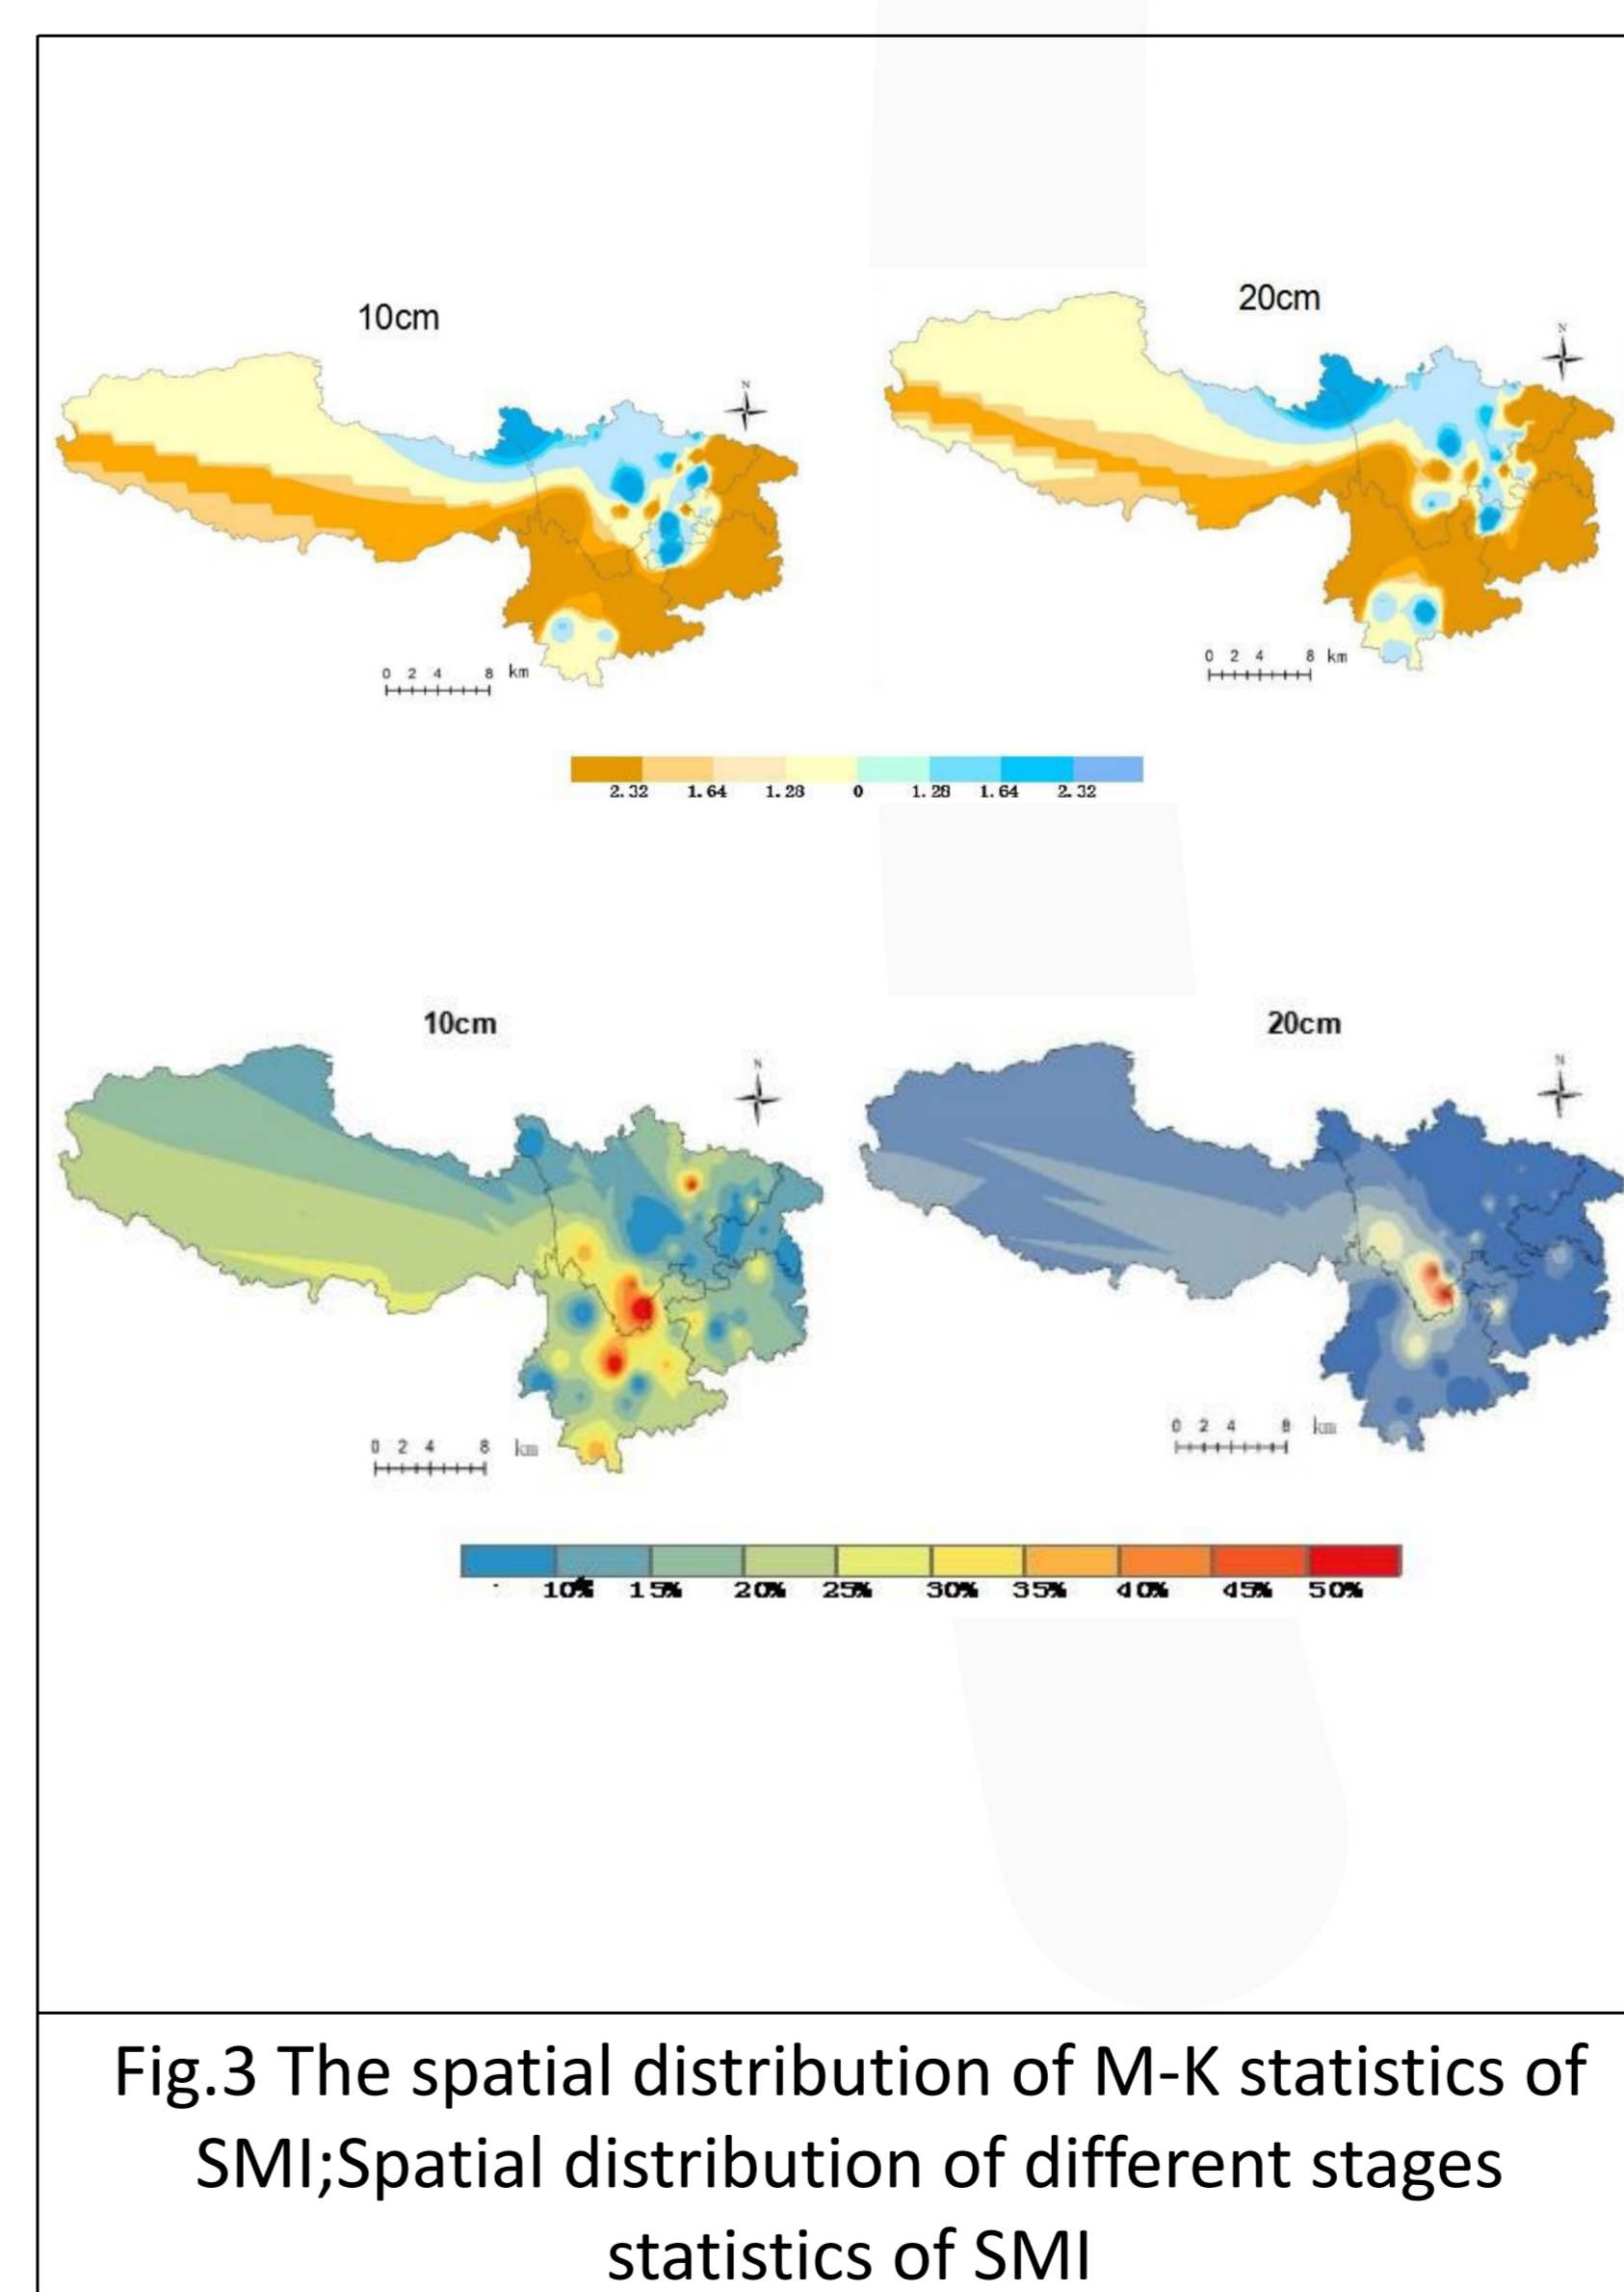 10cm
20cm
N
N
0 2 4 8 km
0 2 4 8 km
2.32 1.64 1.28 0 1.28 1.64 2.32
10cm
20cm
N
N
0 2 4 8 km
0 2 4 8 km
10% 15% 20% 25% 30% 35% 40% 45% 50%
Fig.3 The spatial distribution of M-K statistics of
SMI;Spatial distribution of different stages
statistics of SMI